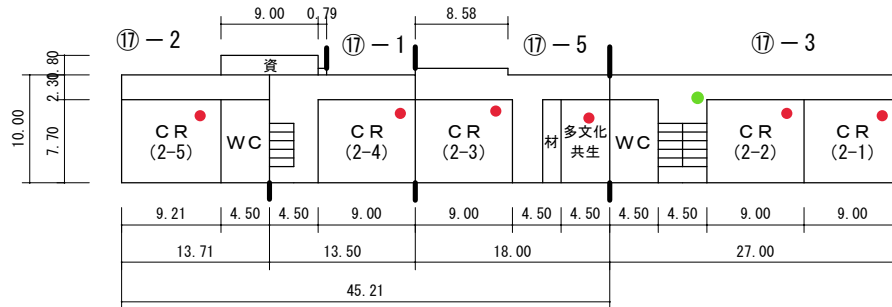 9.00 0.79 8.58
⑰－2 ⑰－1 ⑰－5 ⑰－3
資
1.80
2.30
10.00
7.70
CR
(2-5)
WC
CR
(2-4)
CR
(2-3)
材
多文化
共生
WC
CR
(2-2)
CR
(2-1)
9.21 4.50 4.50 9.00 9.00 4.50 4.50 4.50 4.50 9.00 9.00
13.71 13.50 18.00 27.00
45.21